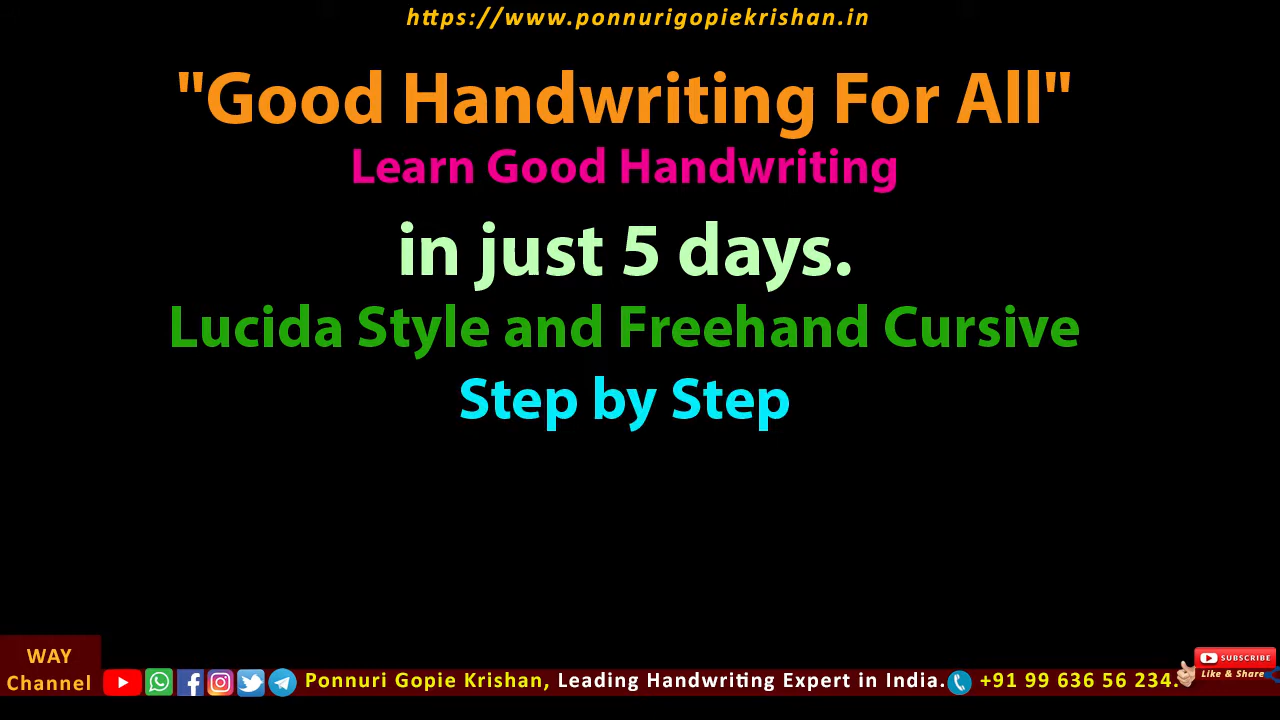 https://www.ponnurigopiekrishan.in
"Good Handwriting For All"
Learn Good Handwriting
in just 5 days.
Lucida Style and Freehand Cursive
Step by Step
WAY
Channel
Ponnuri Gopie Krishan, Leading Handwriting Expert in India. +91 99 636 56 234.
SUBSCRIBE
Like & Share